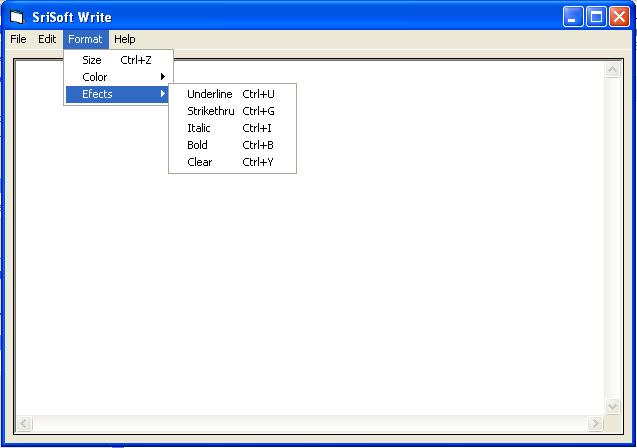 SriSoft Write
File Edit Format Help
Size Ctrl+Z
Color
Efects
Underline Ctrl+U
Strikethru Ctrl+G
Italic Ctrl+I
Bold Ctrl+B
Clear Ctrl+Y